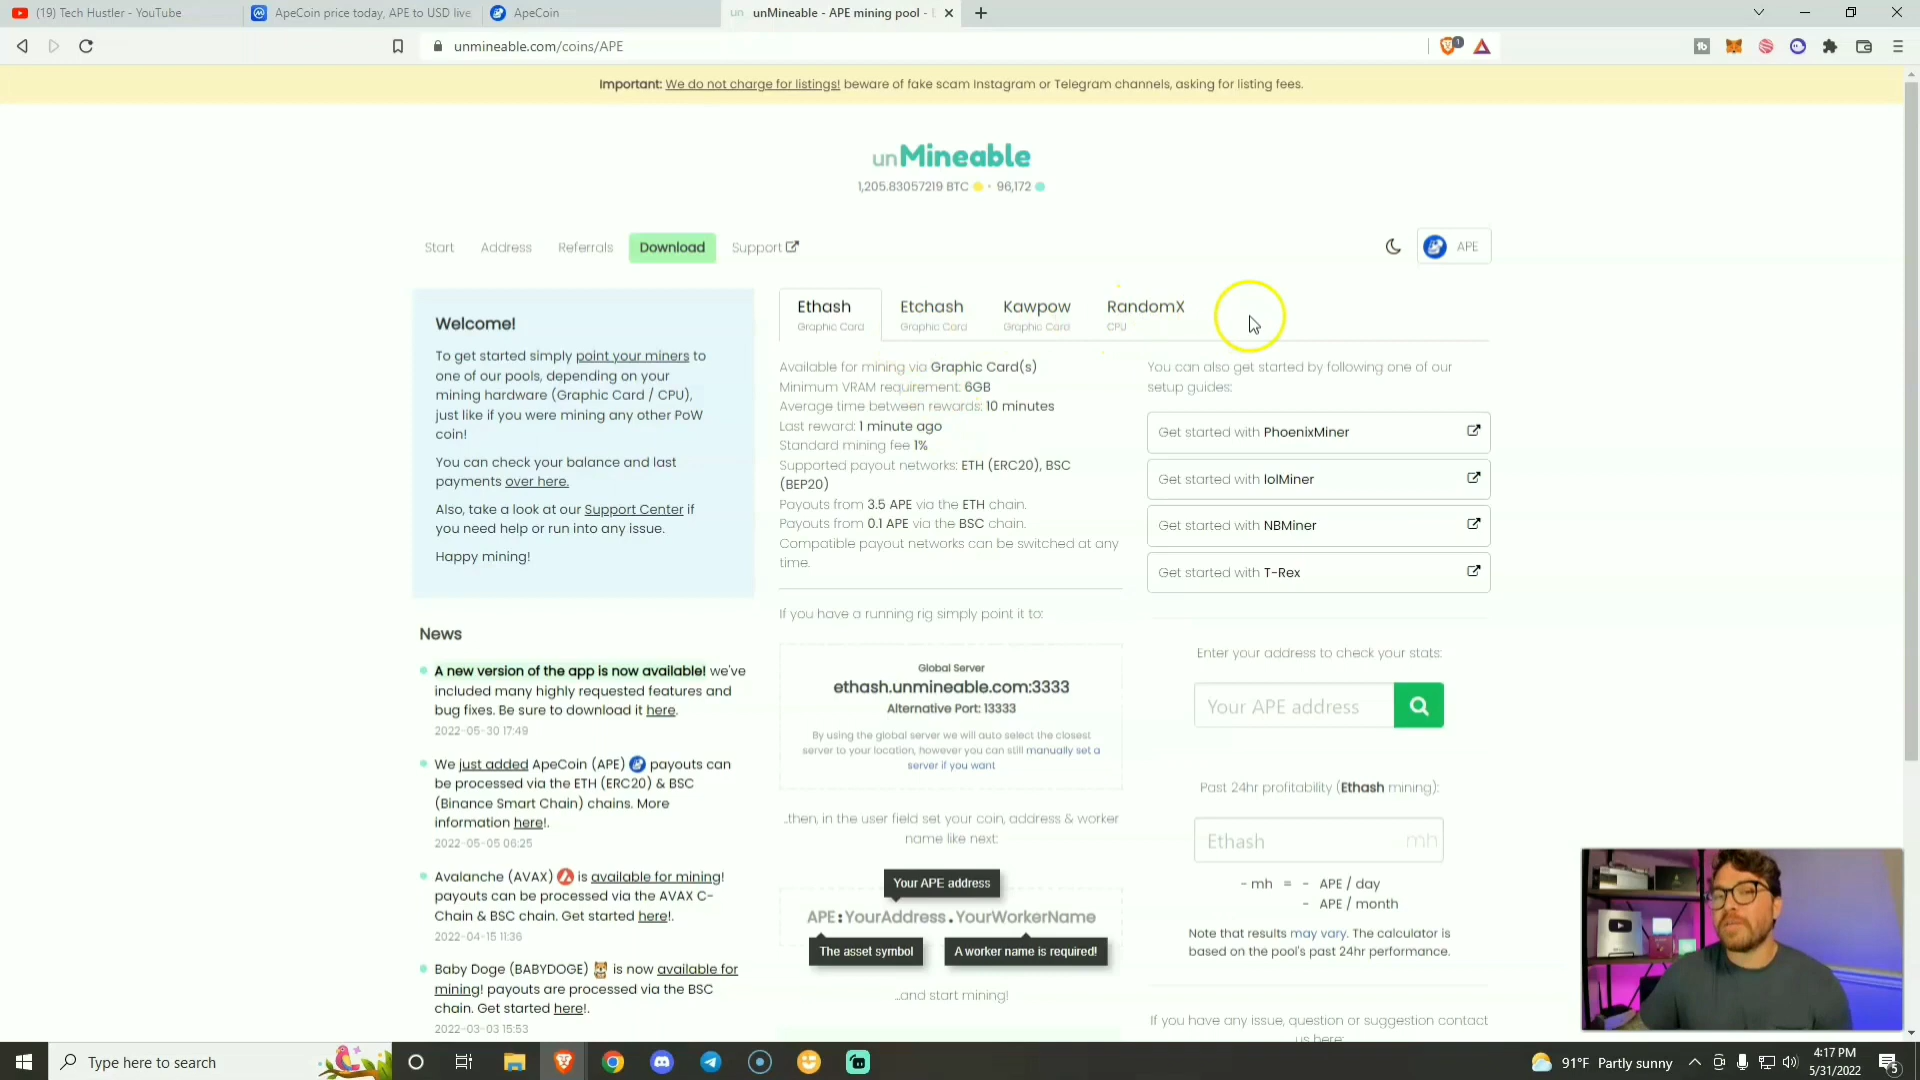 (19) Tech Hustler - YouTube
ApeCoin price today, APE to USD live
ApeCoin
un unMineable - APE mining pool -
unmineable.com/coins/APE
1
Important: We do not charge for listings! beware of fake scam Instagram or Telegram channels, asking for listing fees.
unMineable
1,205.83057219 BTC • 96,172
Start Address Referrals Download Support
APE
Welcome!
To get started simply point your miners to
one of our pools, depending on your
mining hardware (Graphic Card / CPU),
just like if you were mining any other PoW
coin!
You can check your balance and last
payments over here.
Also, take a look at our Support Center if
you need help or run into any issue.
Happy mining!
News
A new version of the app is now available! we've
included many highly requested features and
bug fixes. Be sure to download it here.
2022-05-30 17:49
We just added ApeCoin (APE) payouts can
be processed via the ETH (ERC20) & BSC
(Binance Smart Chain) chains. More
information here!.
2022-05-05 06:25
Avalanche (AVAX) is available for mining!
payouts can be processed via the AVAX C-
Chain & BSC chain. Get started here!.
2022-04-15 11:36
Baby Doge (BABYDOGE) is now available for
mining! payouts are processed via the BSC
chain. Get started here!.
2022-03-03 15:53
Ethash Etchash Kawpow RandomX
Graphic Card Graphic Card Graphic Card CPU
Available for mining via Graphic Card(s)
Minimum VRAM requirement: 6GB
Average time between rewards: 10 minutes
Last reward: 1 minute ago
Standard mining fee 1%
Supported payout networks: ETH (ERC20), BSC
(BEP20)
Payouts from 3.5 APE via the ETH chain.
Payouts from 0.1 APE via the BSC chain.
Compatible payout networks can be switched at any
time.
If you have a running rig simply point it to:
Global Server
ethash.unmineable.com:3333
Alternative Port: 13333
By using the global server we will auto select the closest
server to your location, however you can still manually set a
server if you want
..then, in the user field set your coin, address & worker
name like next:
Your APE address
APE:YourAddress.YourWorkerName
The asset symbol A worker name is required!
...and start mining!
You can also get started by following one of our
setup guides:
Get started with PhoenixMiner
Get started with lolMiner
Get started with NBMiner
Get started with T-Rex
Enter your address to check your stats:
Your APE address
Past 24hr profitability (Ethash mining):
Ethash mh
- mh = - APE / day
- APE / month
Note that results may vary. The calculator is
based on the pool's past 24hr performance.
If you have any issue, question or suggestion contact
us here:
Type here to search
91°F Partly sunny
4:17 PM
5/31/2022
5